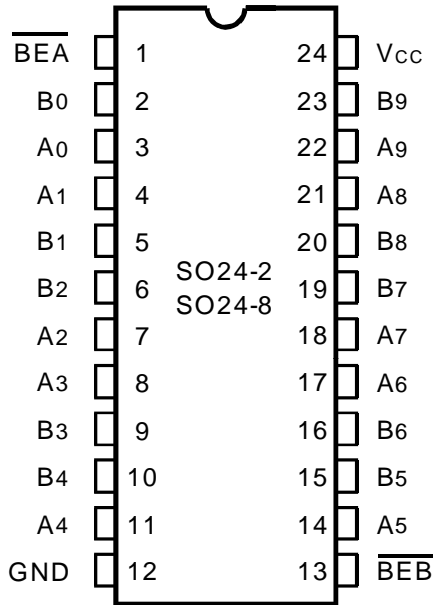 B̅E̅A̅ 1 24 Vcc
B0 2 23 B9
A0 3 22 A9
A1 4 21 A8
B1 5 20 B8
SO24-2
B2 6 19 B7
SO24-8
A2 7 18 A7
A3 8 17 A6
B3 9 16 B6
B4 10 15 B5
A4 11 14 A5
GND 12 13 B̅E̅B̅